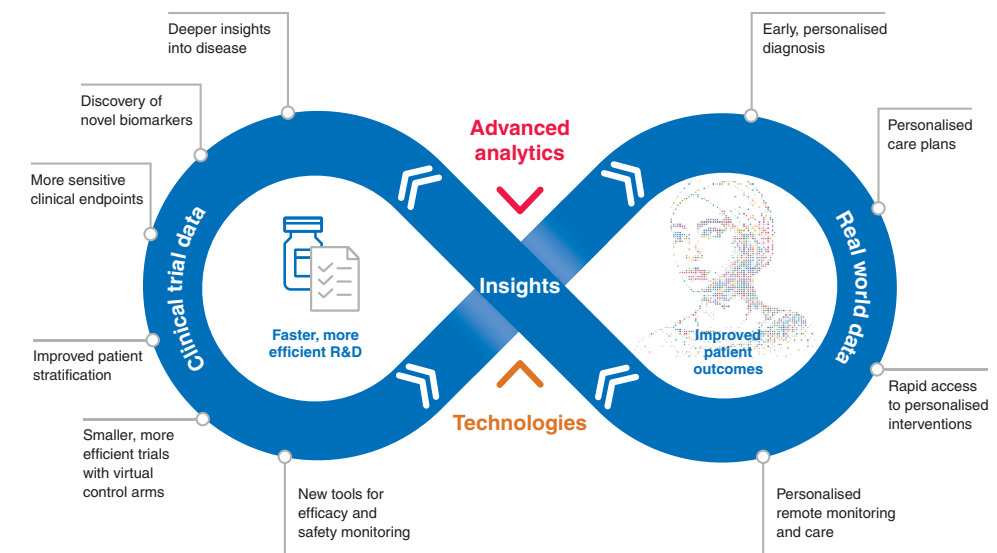 Deeper insights
into disease
Discovery of
novel biomarkers
More sensitive
clinical endpoints
Clinical trial data
Improved patient
stratification
Smaller, more
efficient trials
with virtual
control arms
New tools for
efficacy and
safety monitoring
Faster, more
efficient R&D
Advanced
analytics
Insights
Technologies
Early, personalised
diagnosis
Personalised
care plans
Real world data
Improved
patient
outcomes
Rapid access
to personalised
interventions
Personalised
remote monitoring
and care